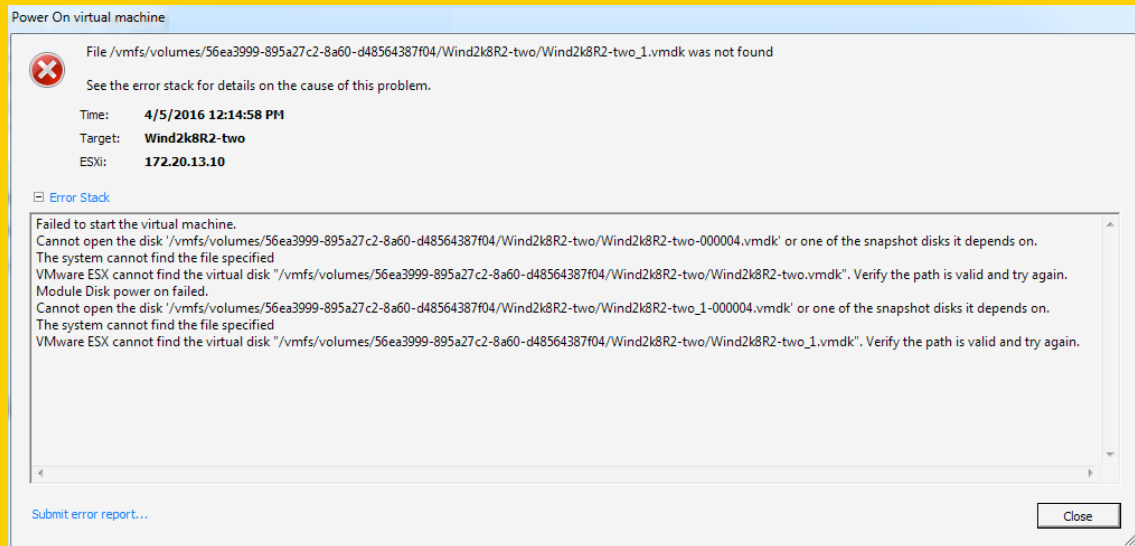 Power On virtual machine
File /vmfs/volumes/56ea3999-895a27c2-8a60-d48564387f04/Wind2k8R2-two/Wind2k8R2-two_1.vmdk was not found
See the error stack for details on the cause of this problem.
Time: 4/5/2016 12:14:58 PM
Target: Wind2k8R2-two
ESXi: 172.20.13.10
Error Stack
Failed to start the virtual machine.
Cannot open the disk '/vmfs/volumes/56ea3999-895a27c2-8a60-d48564387f04/Wind2k8R2-two/Wind2k8R2-two-000004.vmdk' or one of the snapshot disks it depends on.
The system cannot find the file specified
VMware ESX cannot find the virtual disk "/vmfs/volumes/56ea3999-895a27c2-8a60-d48564387f04/Wind2k8R2-two/Wind2k8R2-two.vmdk". Verify the path is valid and try again.
Module Disk power on failed.
Cannot open the disk '/vmfs/volumes/56ea3999-895a27c2-8a60-d48564387f04/Wind2k8R2-two/Wind2k8R2-two_1-000004.vmdk' or one of the snapshot disks it depends on.
The system cannot find the file specified
VMware ESX cannot find the virtual disk "/vmfs/volumes/56ea3999-895a27c2-8a60-d48564387f04/Wind2k8R2-two/Wind2k8R2-two_1.vmdk". Verify the path is valid and try again.
Submit error report...
Close